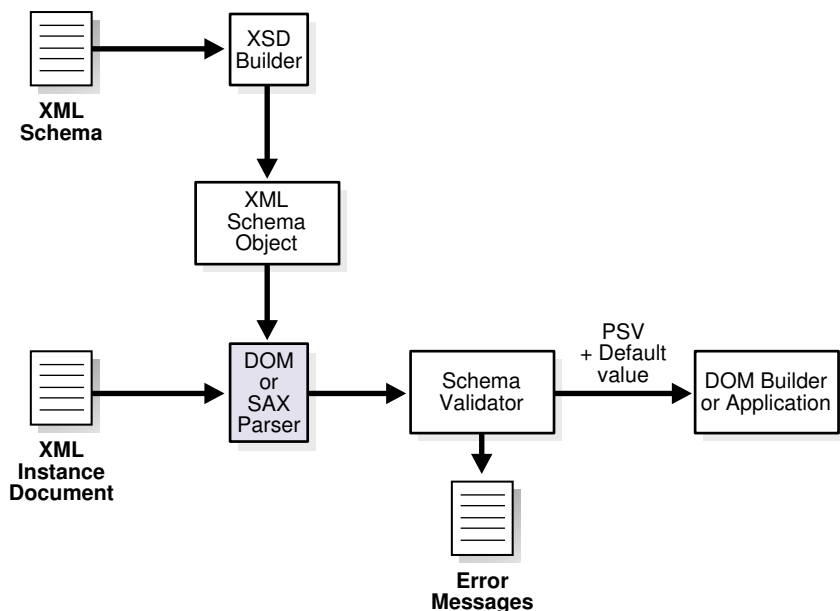 XSD
Builder
XML
Schema
XML
Schema
Object
DOM
or
SAX
Parser
Schema
Validator
PSV
+ Default
value
DOM Builder
or Application
XML
Instance
Document
Error
Messages